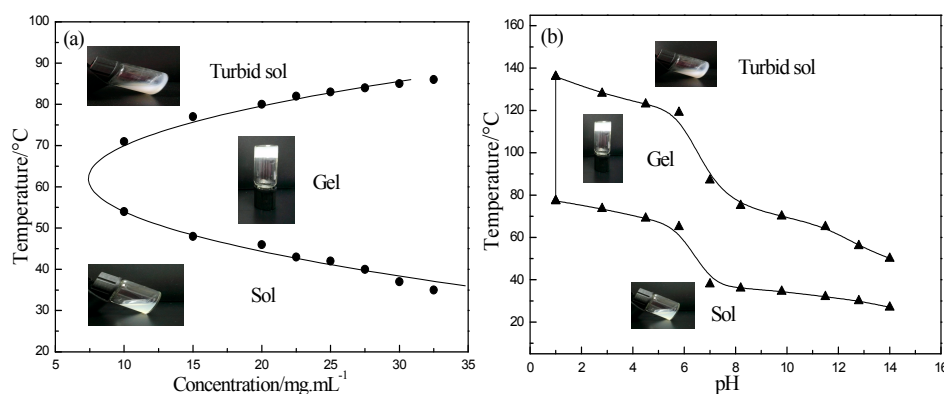 (a)
Turbid sol
Gel
Sol
Temperature/°C
100
90
80
70
60
50
40
30
20
5 10 15 20 25 30 35
Concentration/mg.mL-1
(b)
Turbid sol
Gel
Sol
Temperature/°C
160
140
120
100
80
60
40
20
0 2 4 6 8 10 12 14 16
pH